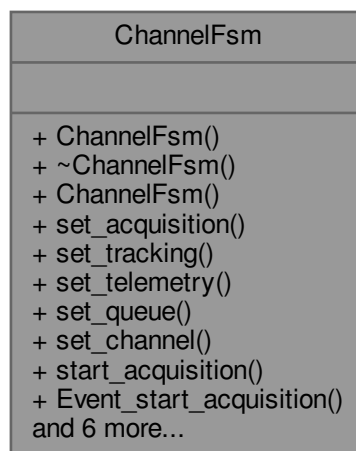 ChannelFsm
+ ChannelFsm()
+ ~ChannelFsm()
+ ChannelFsm()
+ set_acquisition()
+ set_tracking()
+ set_telemetry()
+ set_queue()
+ set_channel()
+ start_acquisition()
+ Event_start_acquisition()
and 6 more...